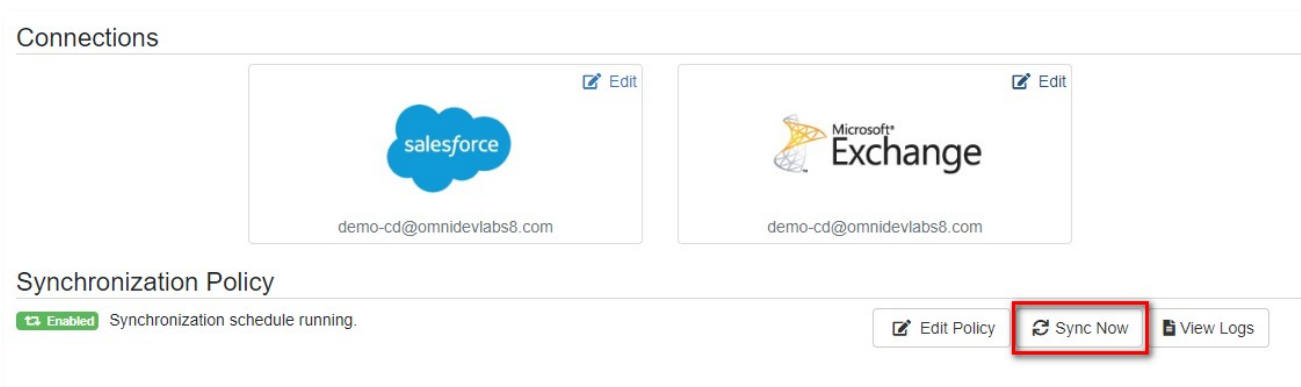 Connections
Edit
salesforce
demo-cd@omnidevlabs8.com
Edit
Microsoft®
Exchange
demo-cd@omnidevlabs8.com
Synchronization Policy
Enabled Synchronization schedule running.
Edit Policy Sync Now View Logs